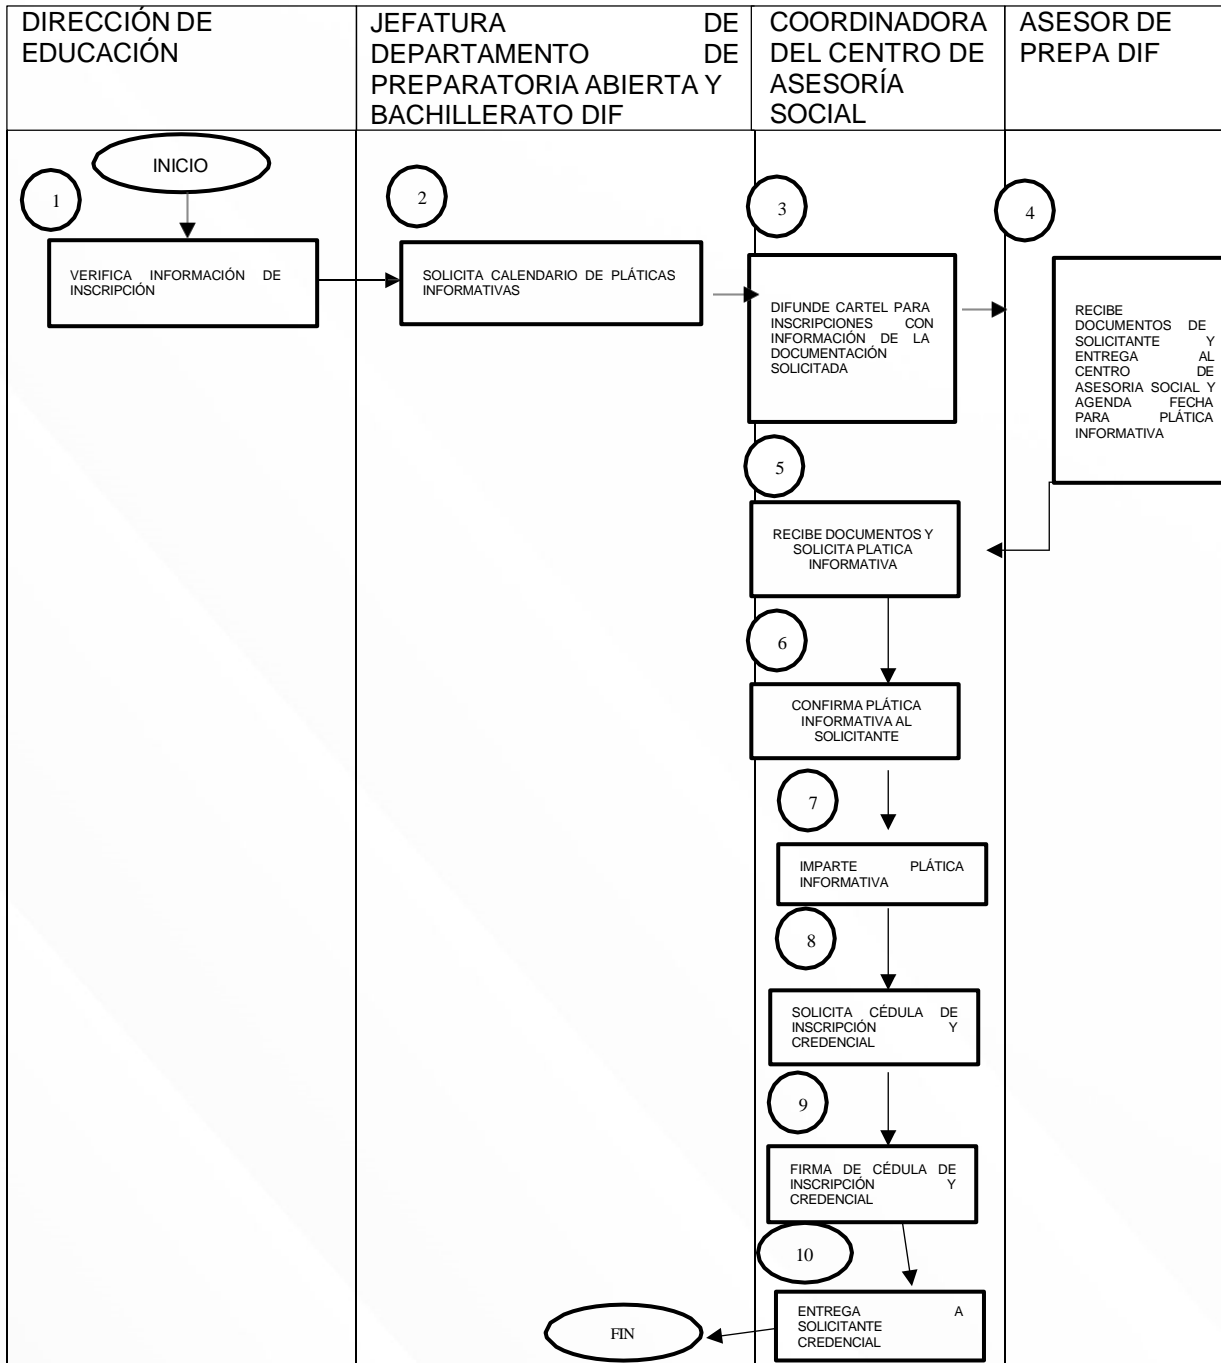 DIRECCIÓN DE
EDUCACIÓN
JEFATURA DE
DEPARTAMENTO DE
PREPARATORIA ABIERTA Y
BACHILLERATO DIF
COORDINADORA
DEL CENTRO DE
ASESORÍA
SOCIAL
ASESOR DE
PREPA DIF
INICIO
1
VERIFICA INFORMACIÓN DE
INSCRIPCIÓN
2
SOLICITA CALENDARIO DE PLÁTICAS
INFORMATIVAS
3
DIFUNDE CARTEL PARA
INSCRIPCIONES CON
INFORMACIÓN DE LA
DOCUMENTACIÓN
SOLICITADA
4
RECIBE
DOCUMENTOS DE
SOLICITANTE Y
ENTREGA AL
CENTRO DE
ASESORIA SOCIAL Y
AGENDA FECHA
PARA PLÁTICA
INFORMATIVA
5
RECIBE DOCUMENTOS Y
SOLICITA PLATICA
INFORMATIVA
6
CONFIRMA PLÁTICA
INFORMATIVA AL
SOLICITANTE
7
IMPARTE PLÁTICA
INFORMATIVA
8
SOLICITA CÉDULA DE
INSCRIPCIÓN Y
CREDENCIAL
9
FIRMA DE CÉDULA DE
INSCRIPCIÓN Y
CREDENCIAL
10
ENTREGA A
SOLICITANTE
CREDENCIAL
FIN